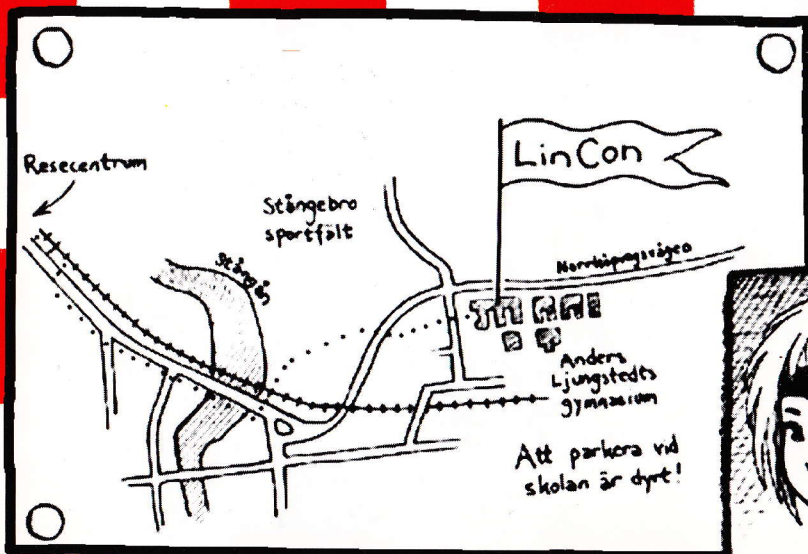 LinCon
Resecentrum
Stångebro
sportfält
Stångån
Norrköpingsvägen
Anders
Ljungstedts
gymnasium
Att parkera vid
skolan är dyrt!